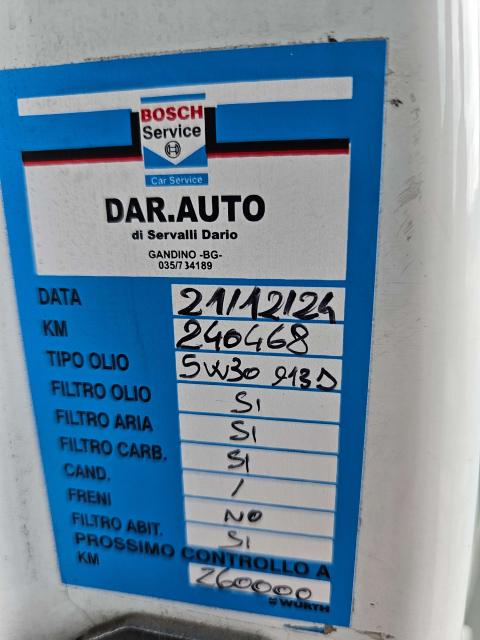 BOSCH
Service
Car Service
DAR.AUTO
di Servalli Dario
GANDINO -BG-
035/734189
DATA 21/12/24
KM 240468
TIPO OLIO 5W30 913D
FILTRO OLIO SI
FILTRO ARIA SI
FILTRO CARB. SI
CAND. /
FRENI NO
FILTRO ABIT. SI
PROSSIMO CONTROLLO A
KM 260000
WÜRTH